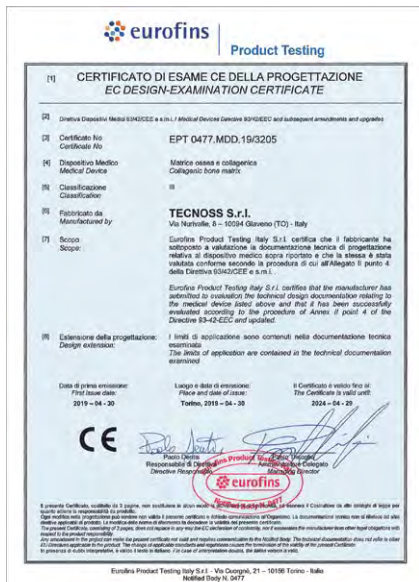 eurofins
Product Testing
[1] CERTIFICATO DI ESAME CE DELLA PROGETTAZIONE
EC DESIGN-EXAMINATION CERTIFICATE
[2] Direttiva Dispositivi Medici 93/42/CEE e s.m.i. / Medical Devices Directive 93/42/EEC and subsequent amendments and upgrades
[3] Certificato No EPT 0477.MDD.19/3205
Certificate No
[4] Dispositivo Medico Matrice ossea e collagenica
Medical Device Collagenic bone matrix
[5] Classificazione III
Classification
[6] Fabbricato da TECNOSS S.r.l.
Manufactured by Via Nurivalle, 8 – 10094 Giaveno (TO) - Italy
[7] Scopo Eurofins Product Testing Italy S.r.l. certifica che il fabbricante ha
Scope: sottoposto a valutazione la documentazione tecnica di progettazione
relativa al dispositivo medico sopra riportato e che la stessa è stata
valutata conforme secondo la procedura di cui all'Allegato II punto 4
della Direttiva 93/42/CEE e s.m.i.
Eurofins Product Testing Italy S.r.l. certifies that the manufacturer has
submitted to evaluation the technical design documentation relating to
the medical device listed above and that it has been successfully
evaluated according to the procedure of Annex II point 4 of the
Directive 93-42-EEC and updated.
[8] Estensione della progettazione: I limiti di applicazione sono contenuti nella documentazione tecnica
Design extension: esaminata
The limits of application are contained in the technical documentation
examined
Data di prima emissione: Luogo e data di emissione: Il Certificato è valido fino al:
First issue date: Place and date of issue: The Certificate is valid until:
2019 – 04 - 30 Torino, 2019 – 04 - 30 2024 – 04 - 29
CE
Responsabile di Direttiva Amministratore Delegato
Directive Responsible Managing Director
eurofins
Notified Body N. 0477
Eurofins Product Testing Italy S.r.l. – Via Cuorgné, 21 – 10156 Torino - Italy
Notified Body N. 0477